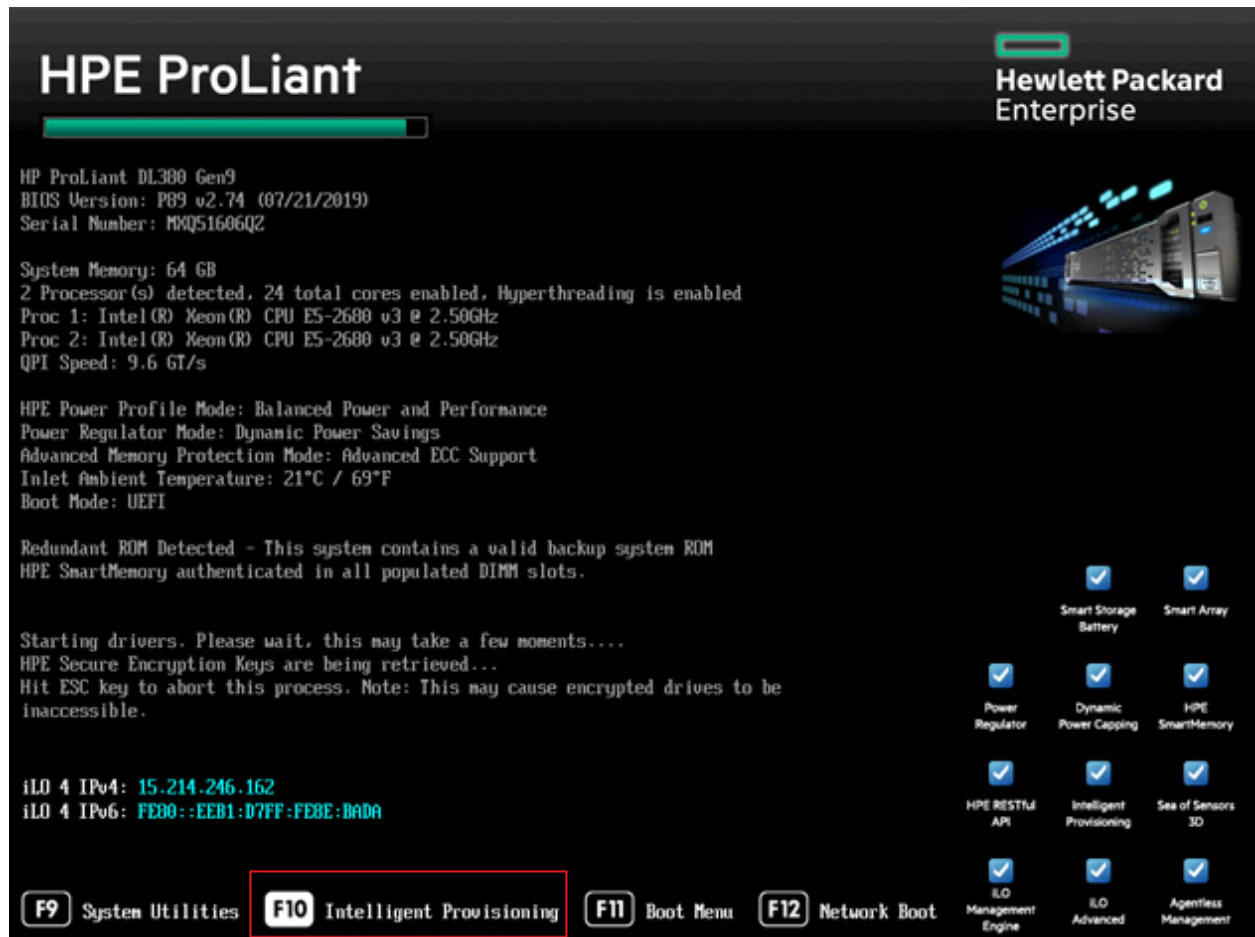 HPE ProLiant
Hewlett Packard
Enterprise
HP ProLiant DL380 Gen9
BIOS Version: P89 v2.74 (07/21/2019)
Serial Number: MXQ51606QZ
System Memory: 64 GB
2 Processor(s) detected, 24 total cores enabled, Hyperthreading is enabled
Proc 1: Intel(R) Xeon(R) CPU E5-2680 v3 @ 2.50GHz
Proc 2: Intel(R) Xeon(R) CPU E5-2680 v3 @ 2.50GHz
QPI Speed: 9.6 GT/s
HPE Power Profile Mode: Balanced Power and Performance
Power Regulator Mode: Dynamic Power Savings
Advanced Memory Protection Mode: Advanced ECC Support
Inlet Ambient Temperature: 21°C / 69°F
Boot Mode: UEFI
Redundant ROM Detected - This system contains a valid backup system ROM
HPE SmartMemory authenticated in all populated DIMM slots.
Starting drivers. Please wait, this may take a few moments....
HPE Secure Encryption Keys are being retrieved...
Hit ESC key to abort this process. Note: This may cause encrypted drives to be
inaccessible.
iLO 4 IPv4: 15.214.246.162
iLO 4 IPv6: FE80::EEB1:D7FF:FE8E:BADA
Smart Storage
Battery
Smart Array
Power
Regulator
Dynamic
Power Capping
HPE
SmartMemory
HPE RESTful
API
Intelligent
Provisioning
Sea of Sensors
3D
iLO
Management
Engine
iLO
Advanced
Agentless
Management
F9 System Utilities F10 Intelligent Provisioning F11 Boot Menu F12 Network Boot